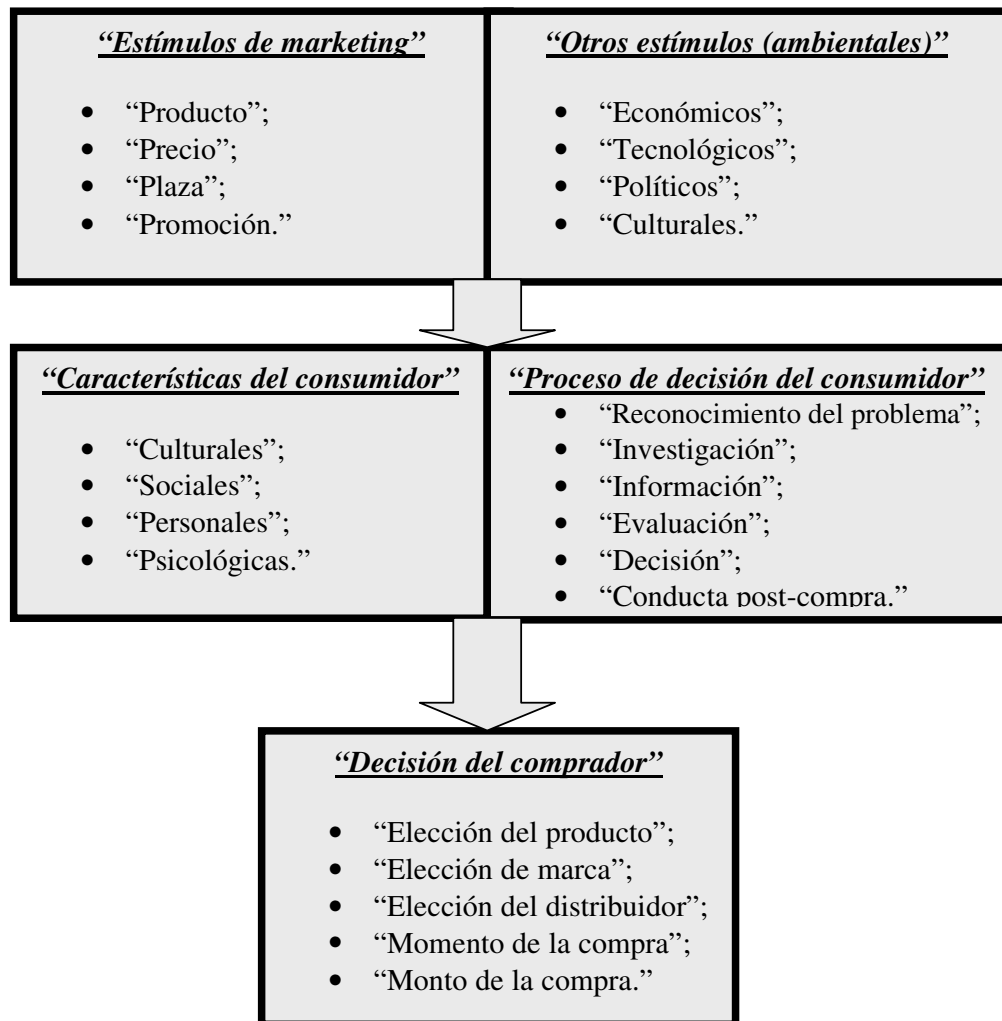 “Estímulos de marketing”
• “Producto”;
• “Precio”;
• “Plaza”;
• “Promoción.”
“Otros estímulos (ambientales)”
• “Económicos”;
• “Tecnológicos”;
• “Políticos”;
• “Culturales.”
“Características del consumidor”
• “Culturales”;
• “Sociales”;
• “Personales”;
• “Psicológicas.”
“Proceso de decisión del consumidor”
• “Reconocimiento del problema”;
• “Investigación”;
• “Información”;
• “Evaluación”;
• “Decisión”;
• “Conducta post-compra.”
“Decisión del comprador”
• “Elección del producto”;
• “Elección de marca”;
• “Elección del distribuidor”;
• “Momento de la compra”;
• “Monto de la compra.”